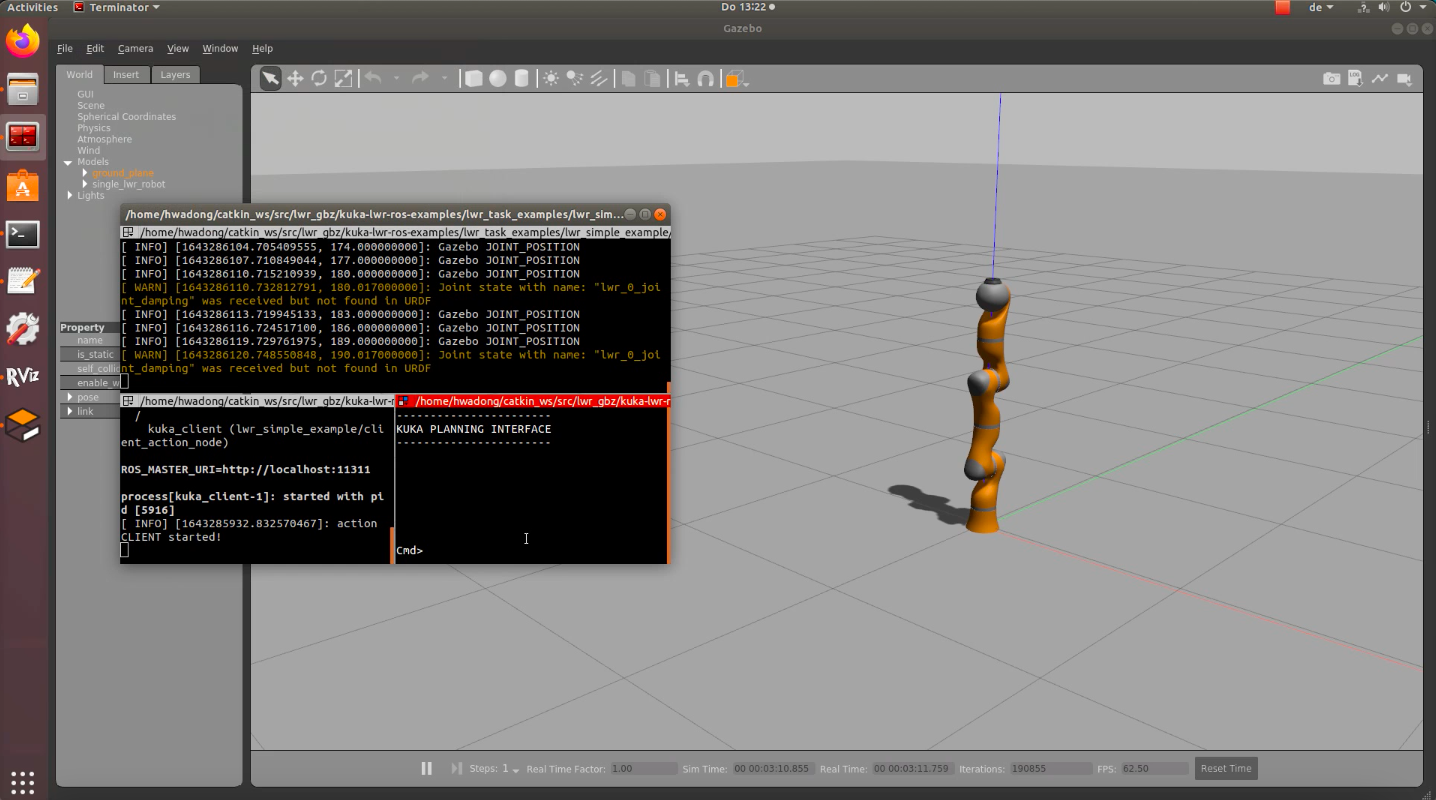 Activities
Terminator
Do 13:22
de
Gazebo
File Edit Camera View Window Help
World Insert Layers
GUI
Scene
Spherical Coordinates
Physics
Atmosphere
Wind
Models
ground_plane
single_lwr_robot
Lights
Property
name
is_static
self_colli
enable_w
pose
link
RViz
/home/hwadong/catkin_ws/src/lwr_gbz/kuka-lwr-ros-examples/lwr_task_examples/lwr_sim...
/home/hwadong/catkin_ws/src/lwr_gbz/kuka-lwr-ros-examples/lwr_task_examples/lwr_simple_example/
[ INFO] [1643286104.705409555, 174.000000000]: Gazebo JOINT_POSITION
[ INFO] [1643286107.710849044, 177.000000000]: Gazebo JOINT_POSITION
[ INFO] [1643286110.715210939, 180.000000000]: Gazebo JOINT_POSITION
[ WARN] [1643286110.732812791, 180.017000000]: Joint state with name: "lwr_0_joi
nt_damping" was received but not found in URDF
[ INFO] [1643286113.719945133, 183.000000000]: Gazebo JOINT_POSITION
[ INFO] [1643286116.724517100, 186.000000000]: Gazebo JOINT_POSITION
[ INFO] [1643286119.729761975, 189.000000000]: Gazebo JOINT_POSITION
[ WARN] [1643286120.748550848, 190.017000000]: Joint state with name: "lwr_0_joi
nt_damping" was received but not found in URDF
/home/hwadong/catkin_ws/src/lwr_gbz/kuka-lwr-r
/
kuka_client (lwr_simple_example/cli
ent_action_node)
ROS_MASTER_URI=http://localhost:11311
process[kuka_client-1]: started with pi
d [5916]
[ INFO] [1643285932.832570467]: action
CLIENT started!
/home/hwadong/catkin_ws/src/lwr_gbz/kuka-lwr-r
-----------------------
KUKA PLANNING INTERFACE
-----------------------
Cmd>
Steps: 1 Real Time Factor: 1.00 Sim Time: 00 00:03:10.855 Real Time: 00 00:03:11.759 Iterations: 190855 FPS: 62.50 Reset Time